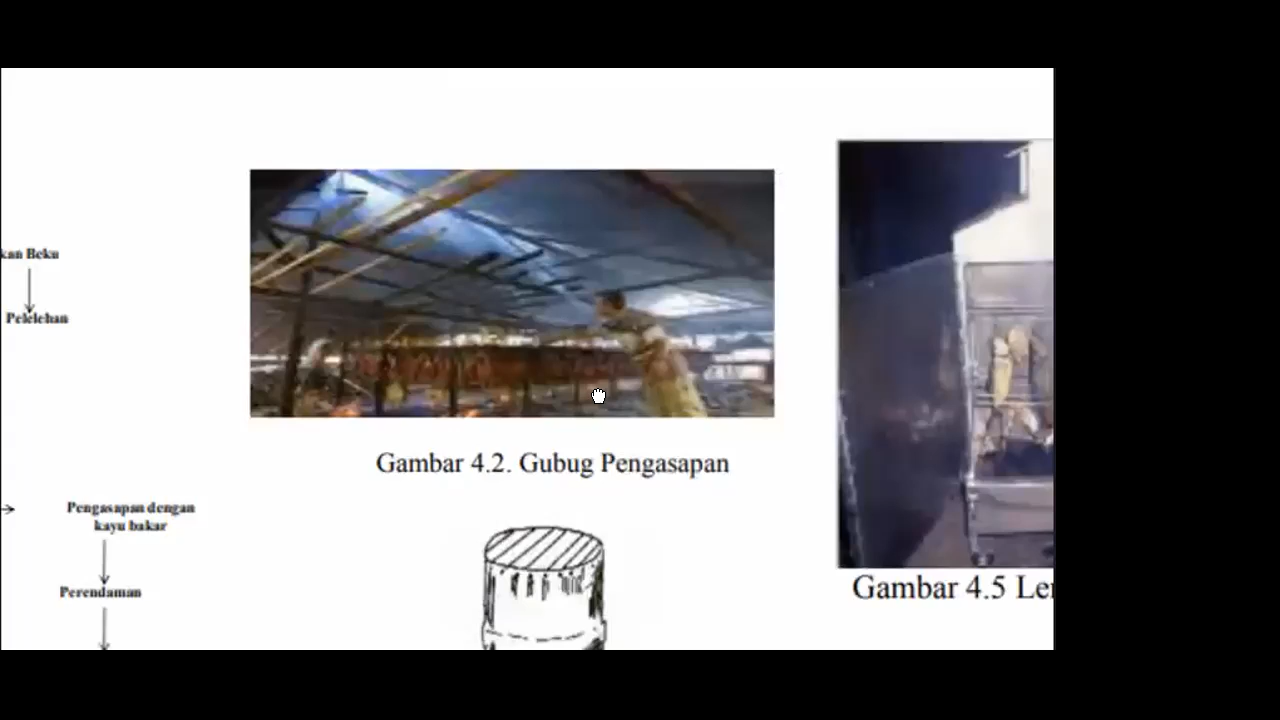 kan Beku
Pelelehan
Gambar 4.2. Gubug Pengasapan
Pengasapan dengan
kayu bakar
Perendaman
Gambar 4.5 Le